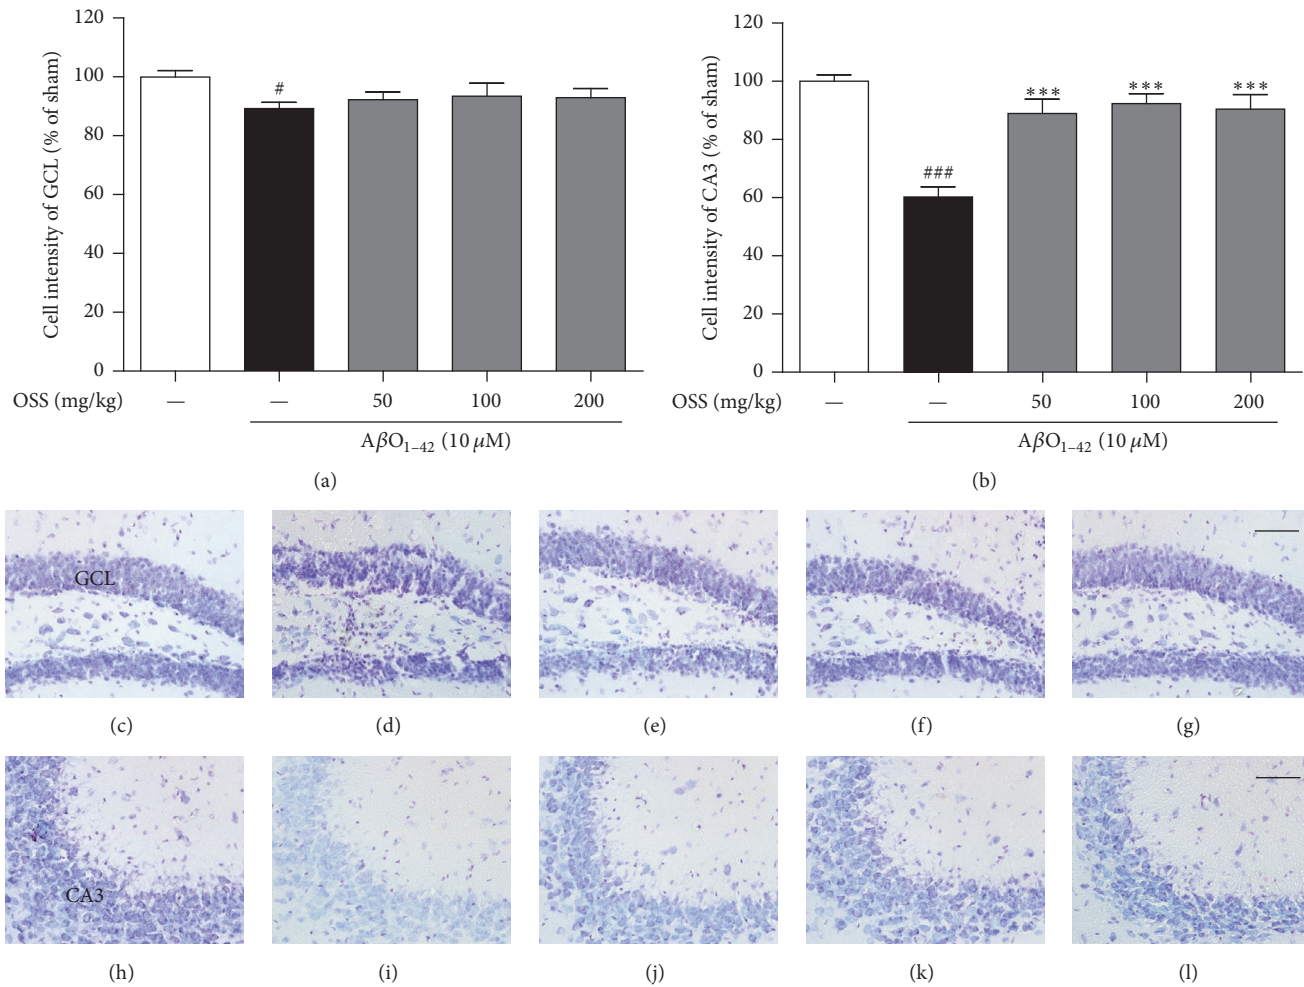 120
100
80
60
40
20
0
Cell intensity of GCL (% of sham)
#
OSS (mg/kg)
— — 50 100 200
AβO1–42 (10 μM)
(a)
120
100
80
60
40
20
0
Cell intensity of CA3 (% of sham)
###
*** *** ***
OSS (mg/kg)
— — 50 100 200
AβO1–42 (10 μM)
(b)
GCL
(c) (d) (e) (f) (g)
CA3
(h) (i) (j) (k) (l)